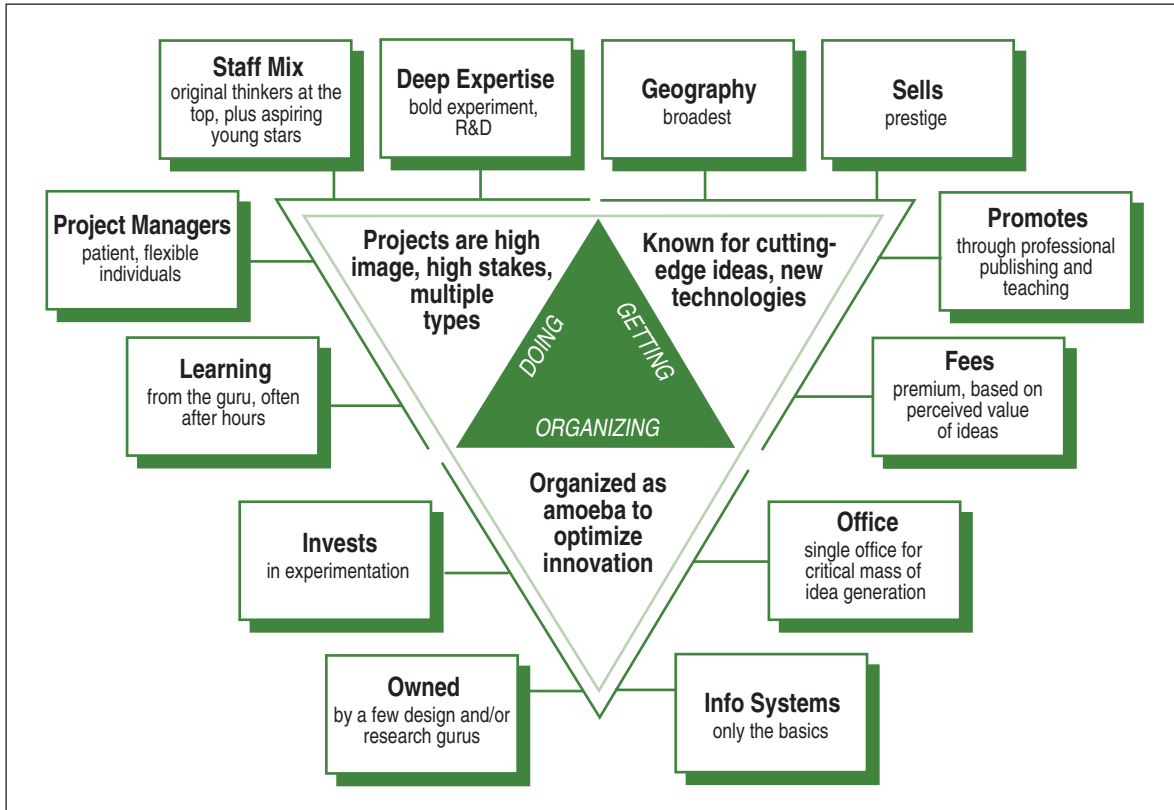 Staff Mix
original thinkers at the
top, plus aspiring
young stars
Deep Expertise
bold experiment,
R&D
Geography
broadest
Sells
prestige
Project Managers
patient, flexible
individuals
Projects are high
image, high stakes,
multiple
types
Known for cutting-
edge ideas, new
technologies
Promotes
through professional
publishing and
teaching
DOING
GETTING
ORGANIZING
Learning
from the guru, often
after hours
Fees
premium, based on
perceived value
of ideas
Organized as
amoeba to
optimize
innovation
Invests
in experimentation
Office
single office for
critical mass of
idea generation
Owned
by a few design and/or
research gurus
Info Systems
only the basics